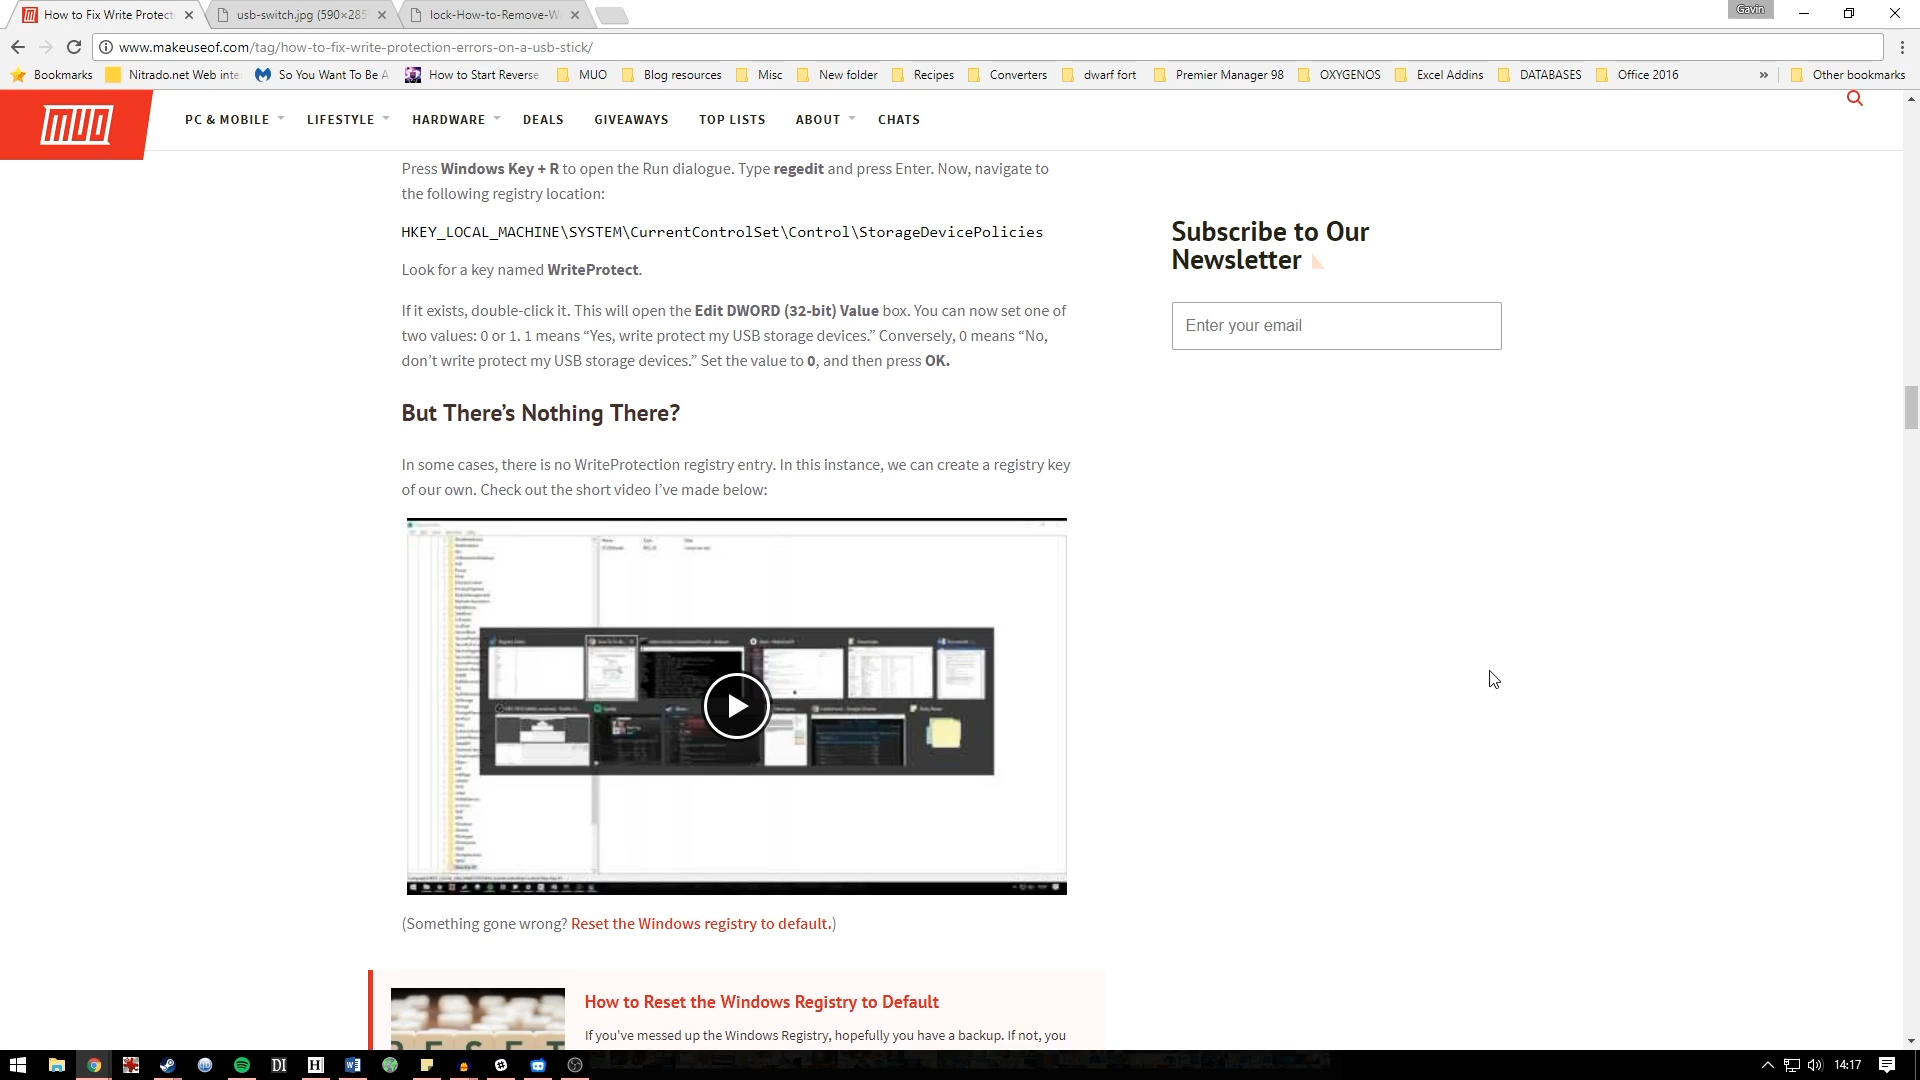 How to Fix Write Protect
usb-switch.jpg (590×285
lock-How-to-Remove-W
Gavin
www.makeuseof.com/tag/how-to-fix-write-protection-errors-on-a-usb-stick/
Bookmarks
Nitrado.net Web inte
So You Want To Be A
How to Start Reverse
MUO
Blog resources
Misc
New folder
Recipes
Converters
dwarf fort
Premier Manager 98
OXYGENOS
Excel Addins
DATABASES
Office 2016
»
Other bookmarks
MUO
PC & MOBILE
LIFESTYLE
HARDWARE
DEALS
GIVEAWAYS
TOP LISTS
ABOUT
CHATS
Press Windows Key + R to open the Run dialogue. Type regedit and press Enter. Now, navigate to
the following registry location:
HKEY_LOCAL_MACHINE\SYSTEM\CurrentControlSet\Control\StorageDevicePolicies
Look for a key named WriteProtect.
If it exists, double-click it. This will open the Edit DWORD (32-bit) Value box. You can now set one of
two values: 0 or 1. 1 means “Yes, write protect my USB storage devices.” Conversely, 0 means “No,
don’t write protect my USB storage devices.” Set the value to 0, and then press OK.
But There’s Nothing There?
In some cases, there is no WriteProtection registry entry. In this instance, we can create a registry key
of our own. Check out the short video I’ve made below:
(Something gone wrong? Reset the Windows registry to default.)
RESET
How to Reset the Windows Registry to Default
If you've messed up the Windows Registry, hopefully you have a backup. If not, you
Subscribe to Our
Newsletter
Enter your email
DI
H
14:17